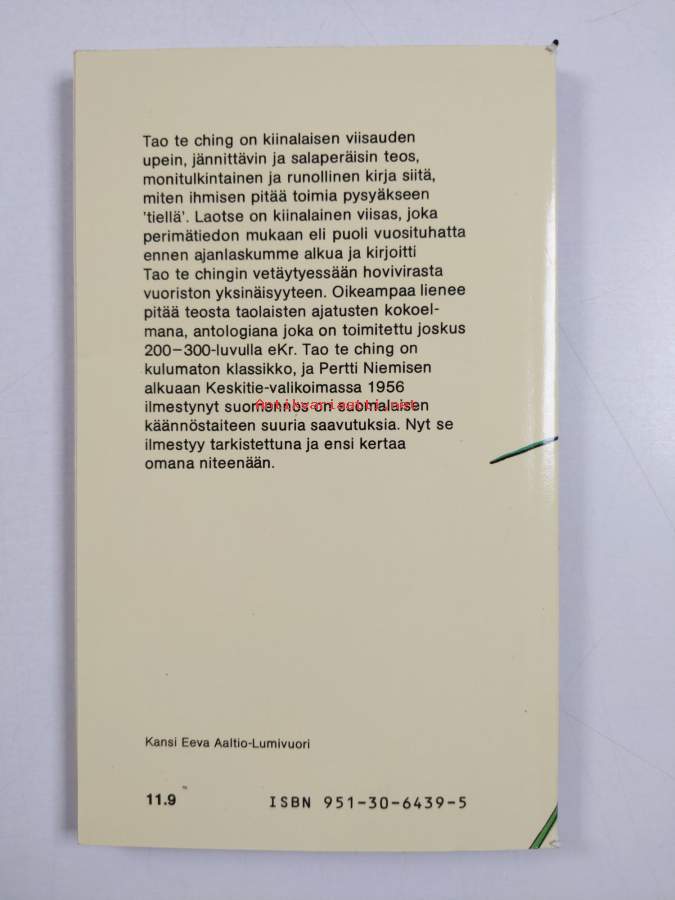 Tao te ching on kiinalaisen viisauden
upein, jännittävin ja salaperäisin teos,
monitulkintainen ja runollinen kirja siitä,
miten ihmisen pitää toimia pysyäkseen
'tiellä'. Laotse on kiinalainen viisas, joka
perimätiedon mukaan eli puoli vuosituhatta
ennen ajanlaskumme alkua ja kirjoitti
Tao te chingin vetäytyessään hovivirasta
vuoriston yksinäisyyteen. Oikeampaa lienee
pitää teosta taolaisten ajatusten kokoel-
mana, antologiana joka on toimitettu joskus
200–300-luvulla eKr. Tao te ching on
kulumaton klassikko, ja Pertti Niemisen
alkuaan Keskitie-valikoimassa 1956
ilmestynyt suomennos on suomalaisen
Antikvariaatti.net
käännöstaiteen suuria saavutuksia. Nyt se
ilmestyy tarkistettuna ja ensi kertaa
omana niteenään.
Kansi Eeva Aaltio-Lumivuori
11.9 ISBN 951-30-6439-5